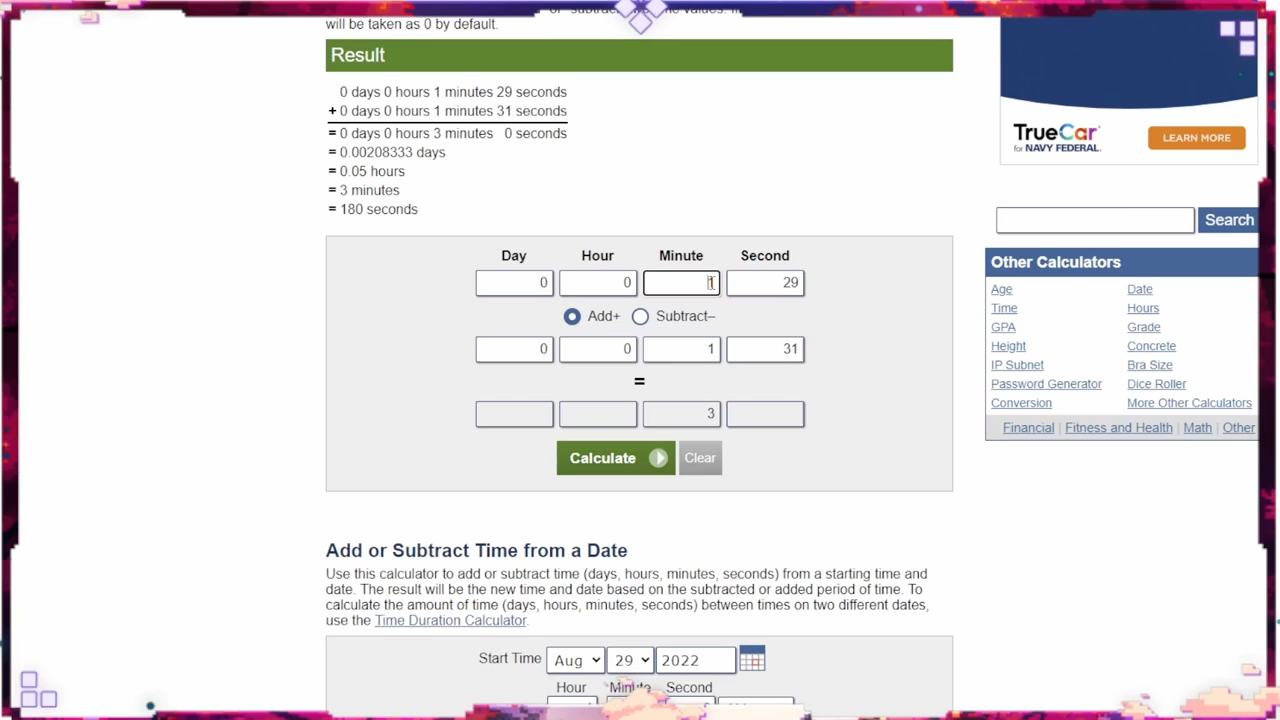 will be taken as 0 by default.
Result
0 days 0 hours 1 minutes 29 seconds
+ 0 days 0 hours 1 minutes 31 seconds
= 0 days 0 hours 3 minutes 0 seconds
= 0.00208333 days
= 0.05 hours
= 3 minutes
= 180 seconds
Day Hour Minute Second
0 0 1 29
Add+ Subtract–
0 0 1 31
=
3
Calculate Clear
Add or Subtract Time from a Date
Use this calculator to add or subtract time (days, hours, minutes, seconds) from a starting time and
date. The result will be the new time and date based on the subtracted or added period of time. To
calculate the amount of time (days, hours, minutes, seconds) between times on two different dates,
use the Time Duration Calculator.
Start Time Aug 29 2022
Hour Minute Second
TrueCar
for NAVY FEDERAL.
LEARN MORE
Search
Other Calculators
Age Date
Time Hours
GPA Grade
Height Concrete
IP Subnet Bra Size
Password Generator Dice Roller
Conversion More Other Calculators
Financial | Fitness and Health | Math | Other